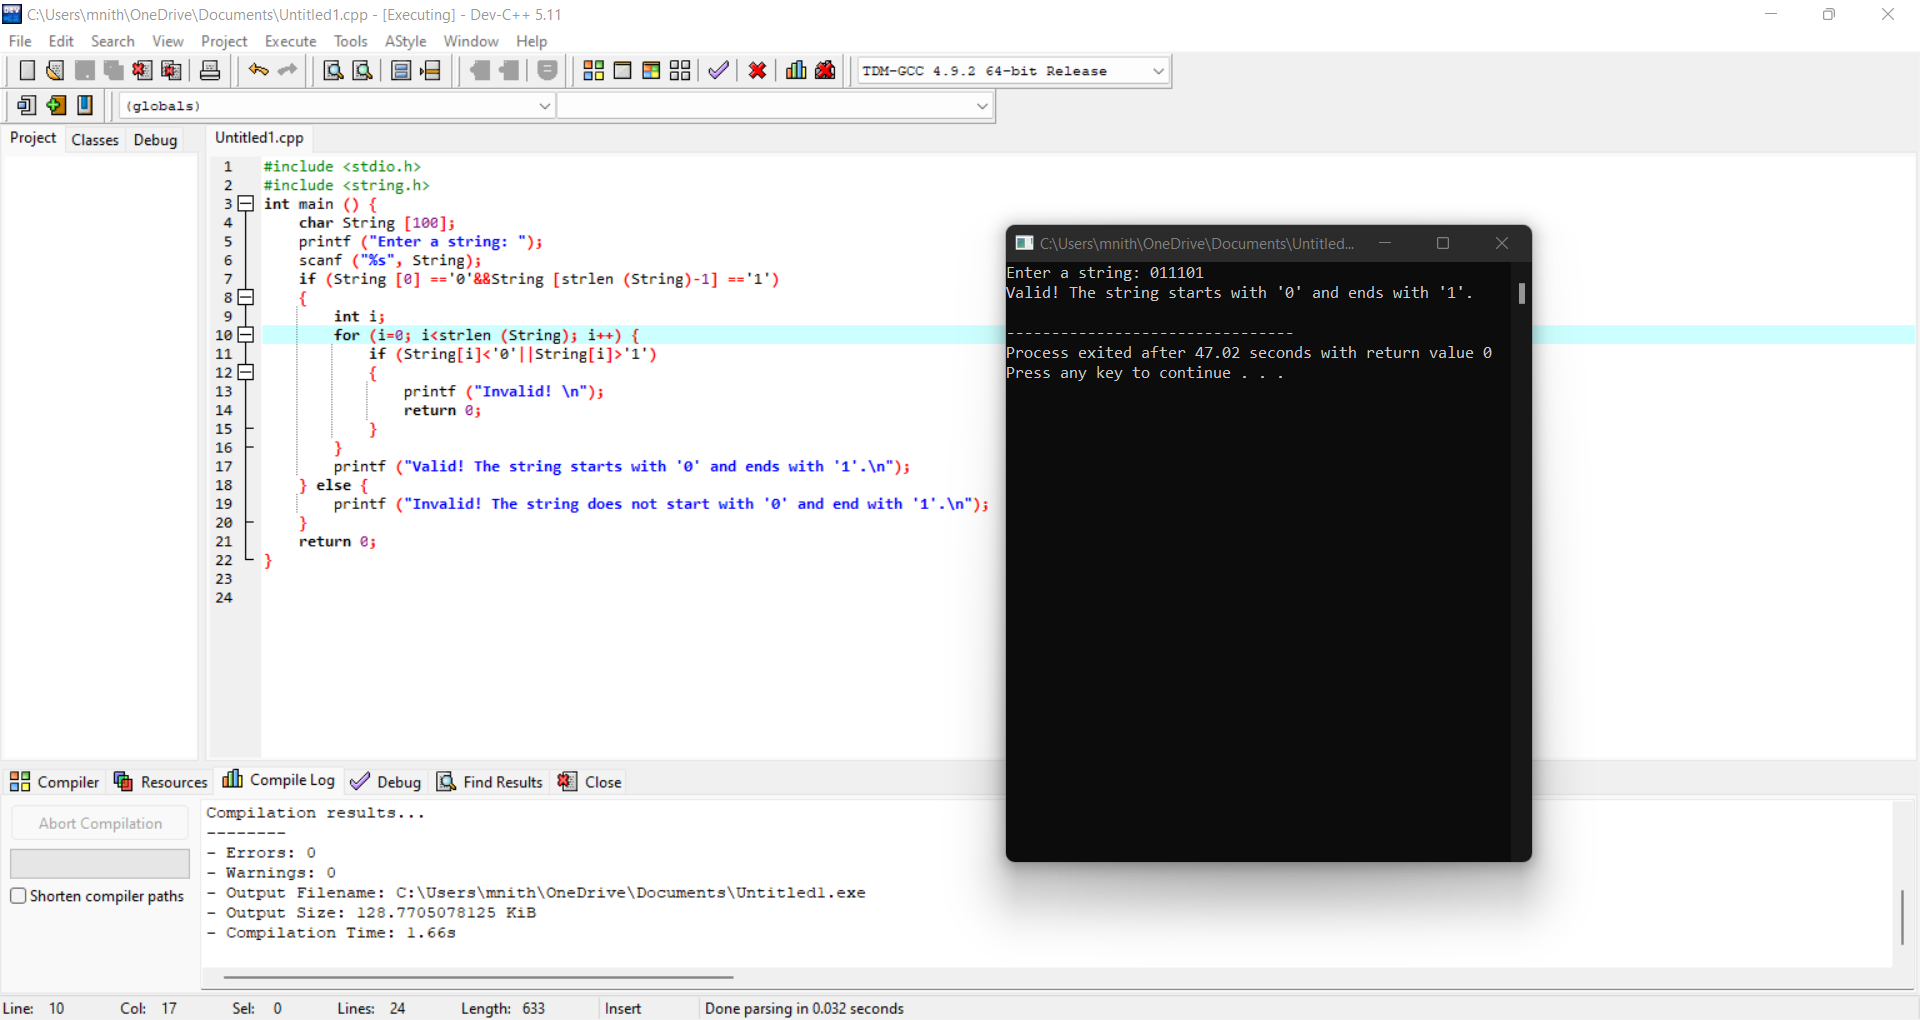 C:\Users\mnith\OneDrive\Documents\Untitled1.cpp - [Executing] - Dev-C++ 5.11
File Edit Search View Project Execute Tools AStyle Window Help
TDM-GCC 4.9.2 64-bit Release
(globals)
Project Classes Debug
Untitled1.cpp
1 #include <stdio.h>
2 #include <string.h>
3 int main () {
4 char String [100];
5 printf ("Enter a string: ");
6 scanf ("%s", String);
7 if (String [0] =='0'&&String [strlen (String)-1] =='1')
8 {
9 int i;
10 for (i=0; i<strlen (String); i++) {
11 if (String[i]<'0'||String[i]>'1')
12 {
13 printf ("Invalid! \n");
14 return 0;
15 }
16 }
17 printf ("Valid! The string starts with '0' and ends with '1'.\n");
18 } else {
19 printf ("Invalid! The string does not start with '0' and end with '1'.\n");
20 }
21 return 0;
22 }
23
24
C:\Users\mnith\OneDrive\Documents\Untitled...
Enter a string: 011101
Valid! The string starts with '0' and ends with '1'.
--------------------------------
Process exited after 47.02 seconds with return value 0
Press any key to continue . . .
Compiler Resources Compile Log Debug Find Results Close
Abort Compilation
Shorten compiler paths
Compilation results...
--------
- Errors: 0
- Warnings: 0
- Output Filename: C:\Users\mnith\OneDrive\Documents\Untitled1.exe
- Output Size: 128.7705078125 KiB
- Compilation Time: 1.66s
Line: 10 Col: 17 Sel: 0 Lines: 24 Length: 633 Insert Done parsing in 0.032 seconds